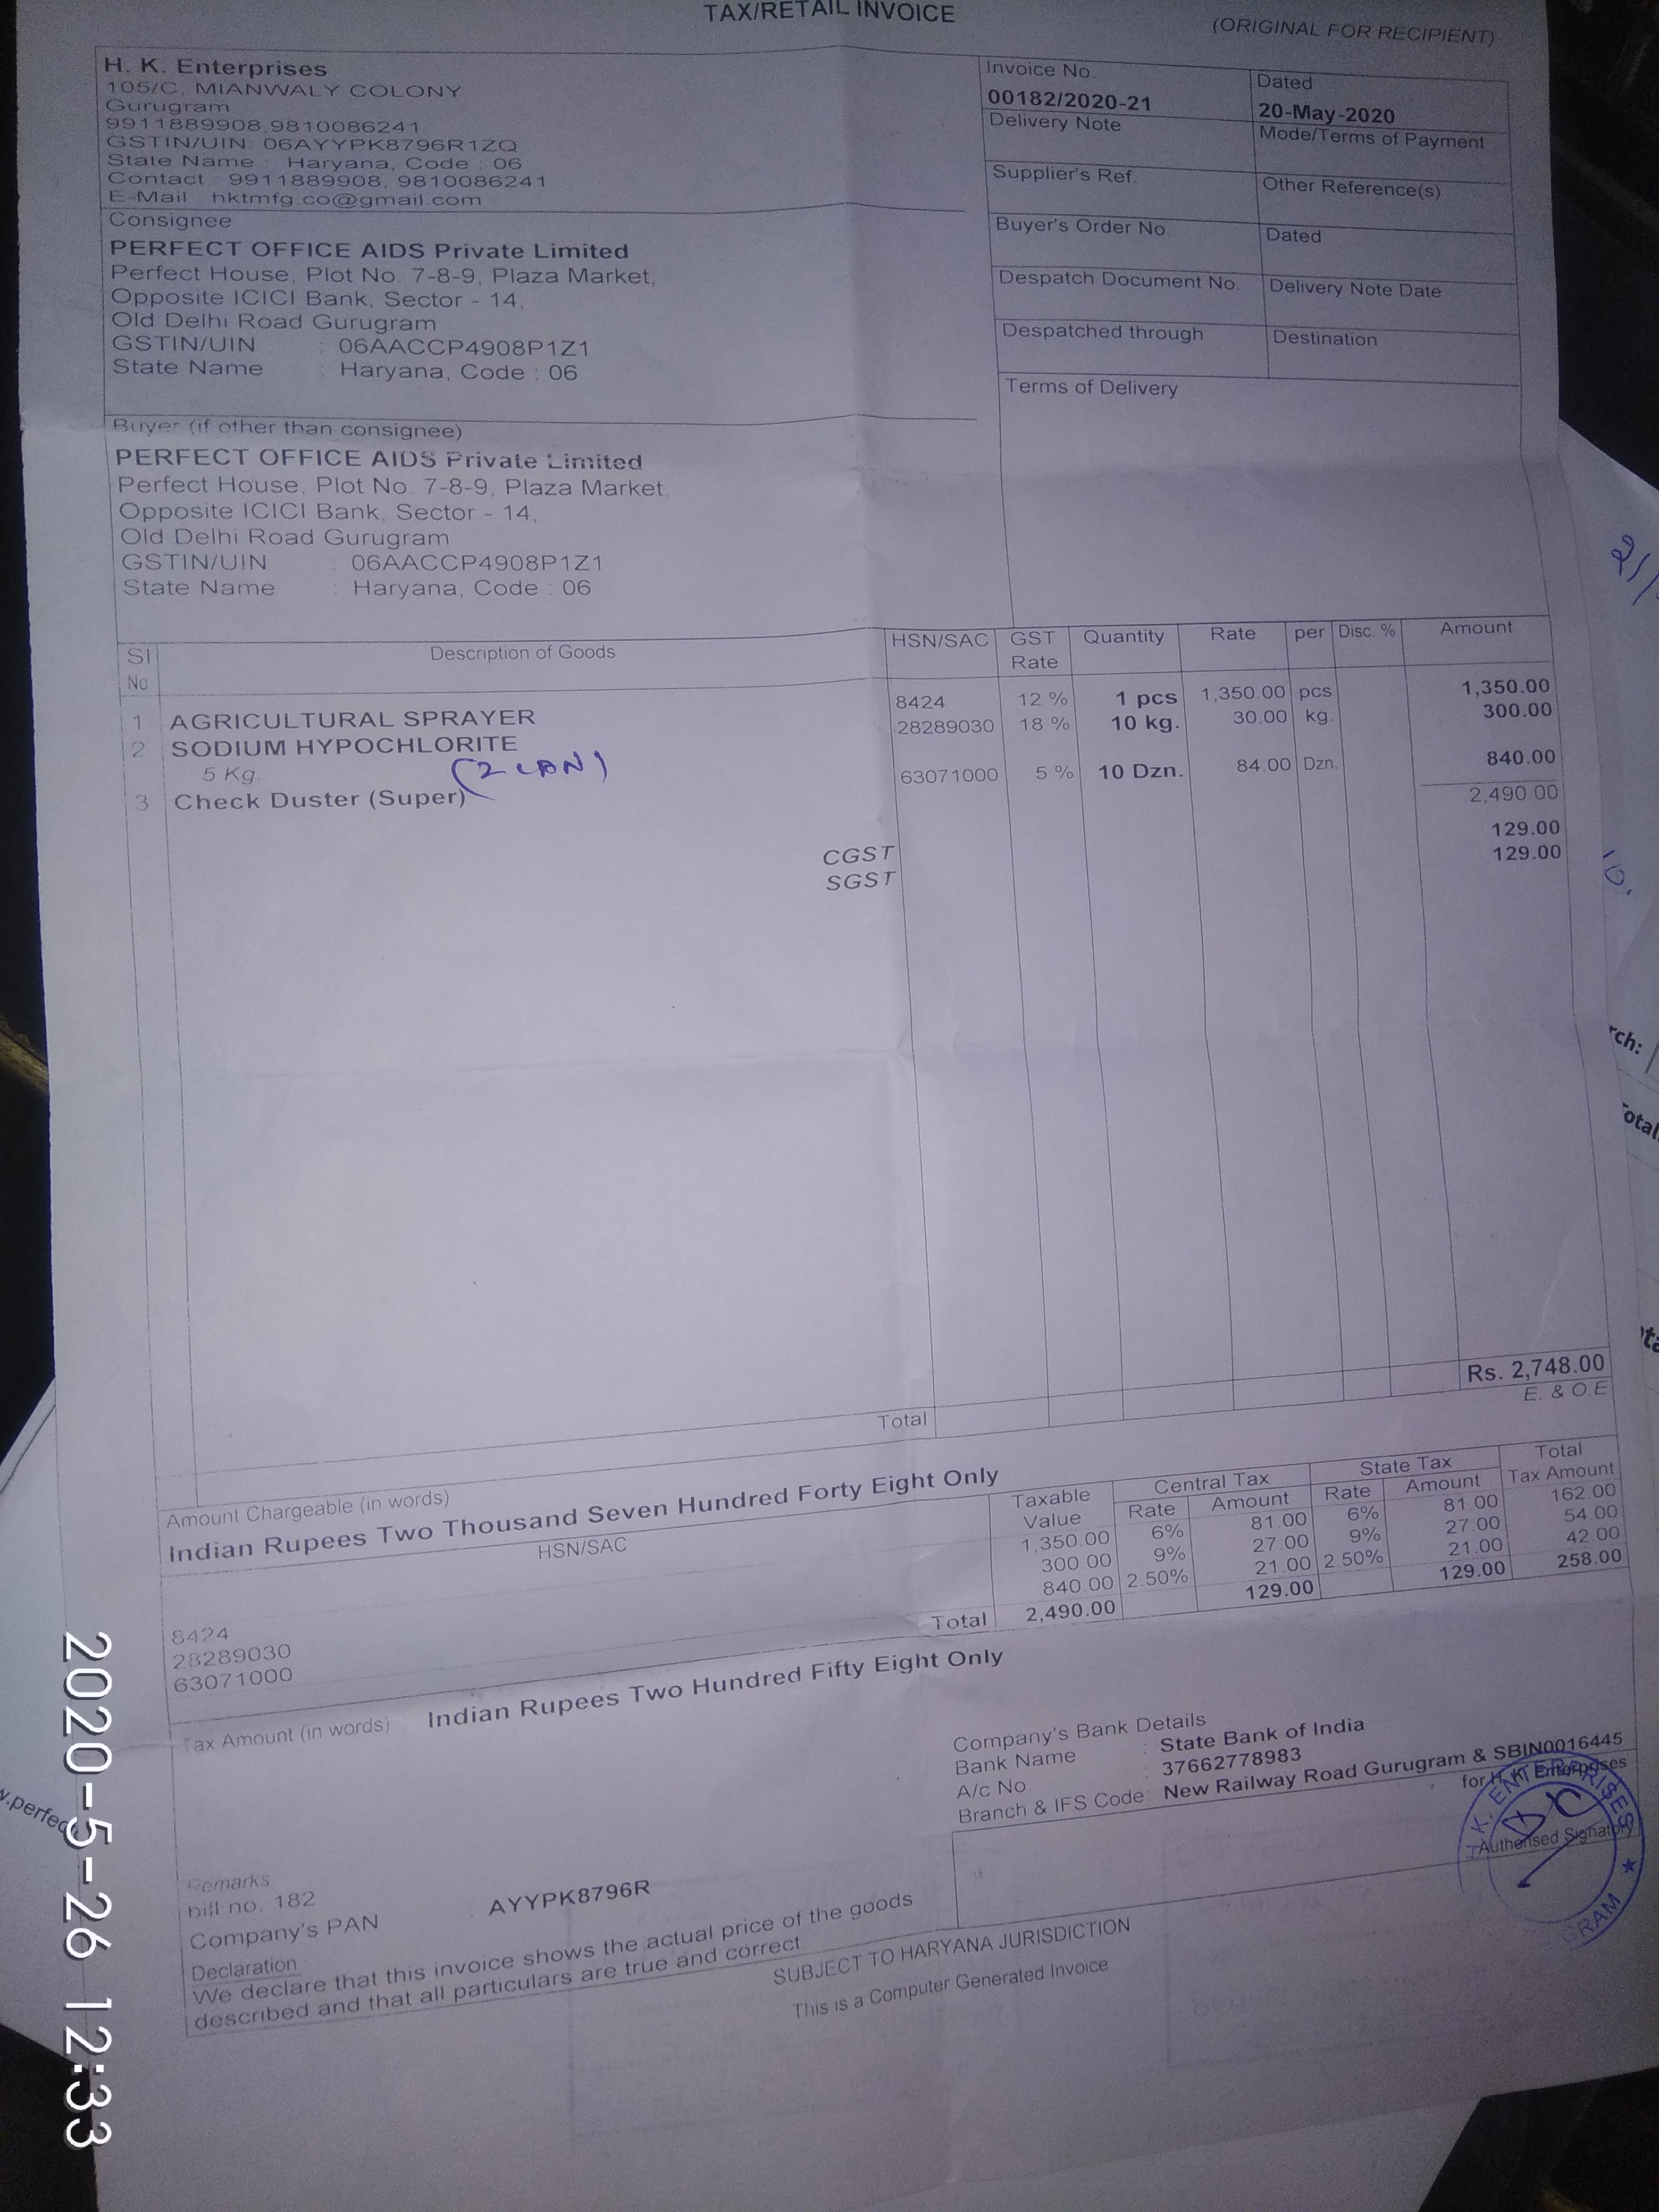 TAX/RETAIL INVOICE
(ORIGINAL FOR RECIPIENT)
H. K. Enterprises
105/C, MIANWALY COLONY
Gurugram
9911889908,9810086241
GSTIN/UIN: 06AYYPK8796R1ZQ
State Name : Haryana, Code : 06
Contact : 9911889908, 9810086241
E-Mail : hktmfg.co@gmail.com
Invoice No. Dated
00182/2020-21 20-May-2020
Delivery Note Mode/Terms of Payment
Supplier's Ref. Other Reference(s)
Buyer's Order No. Dated
Despatch Document No. Delivery Note Date
Despatched through Destination
Terms of Delivery
Consignee
PERFECT OFFICE AIDS Private Limited
Perfect House, Plot No. 7-8-9, Plaza Market,
Opposite ICICI Bank, Sector - 14,
Old Delhi Road Gurugram
GSTIN/UIN : 06AACCP4908P1Z1
State Name : Haryana, Code : 06
Buyer (if other than consignee)
PERFECT OFFICE AIDS Private Limited
Perfect House, Plot No. 7-8-9, Plaza Market,
Opposite ICICI Bank, Sector - 14,
Old Delhi Road Gurugram
GSTIN/UIN : 06AACCP4908P1Z1
State Name : Haryana, Code : 06
Sl No. Description of Goods HSN/SAC GST Rate Quantity Rate per Disc. % Amount
1 AGRICULTURAL SPRAYER 8424 12 % 1 pcs 1,350.00 pcs 1,350.00
2 SODIUM HYPOCHLORITE 28289030 18 % 10 kg. 30.00 kg. 300.00
5 Kg. (2 CAN)
3 Check Duster (Super) 63071000 5 % 10 Dzn. 84.00 Dzn. 840.00
2,490.00
CGST 129.00
SGST 129.00
Total Rs. 2,748.00
E. & O.E
Amount Chargeable (in words)
Indian Rupees Two Thousand Seven Hundred Forty Eight Only
HSN/SAC Taxable Value Central Tax State Tax Total Tax Amount
Rate Amount Rate Amount
8424 1,350.00 6% 81.00 6% 81.00 162.00
28289030 300.00 9% 27.00 9% 27.00 54.00
63071000 840.00 2.50% 21.00 2.50% 21.00 42.00
Total 2,490.00 129.00 129.00 258.00
Tax Amount (in words) Indian Rupees Two Hundred Fifty Eight Only
Company's Bank Details
Bank Name : State Bank of India
A/c No. : 37662778983
Branch & IFS Code: New Railway Road Gurugram & SBIN0016445
for H. K. Enterprises
Authorised Signatory
Remarks
bill no. 182
Company's PAN : AYYPK8796R
Declaration
We declare that this invoice shows the actual price of the goods
described and that all particulars are true and correct.
SUBJECT TO HARYANA JURISDICTION
This is a Computer Generated Invoice
K. ENTERPRISES
2020-5-26 12:33